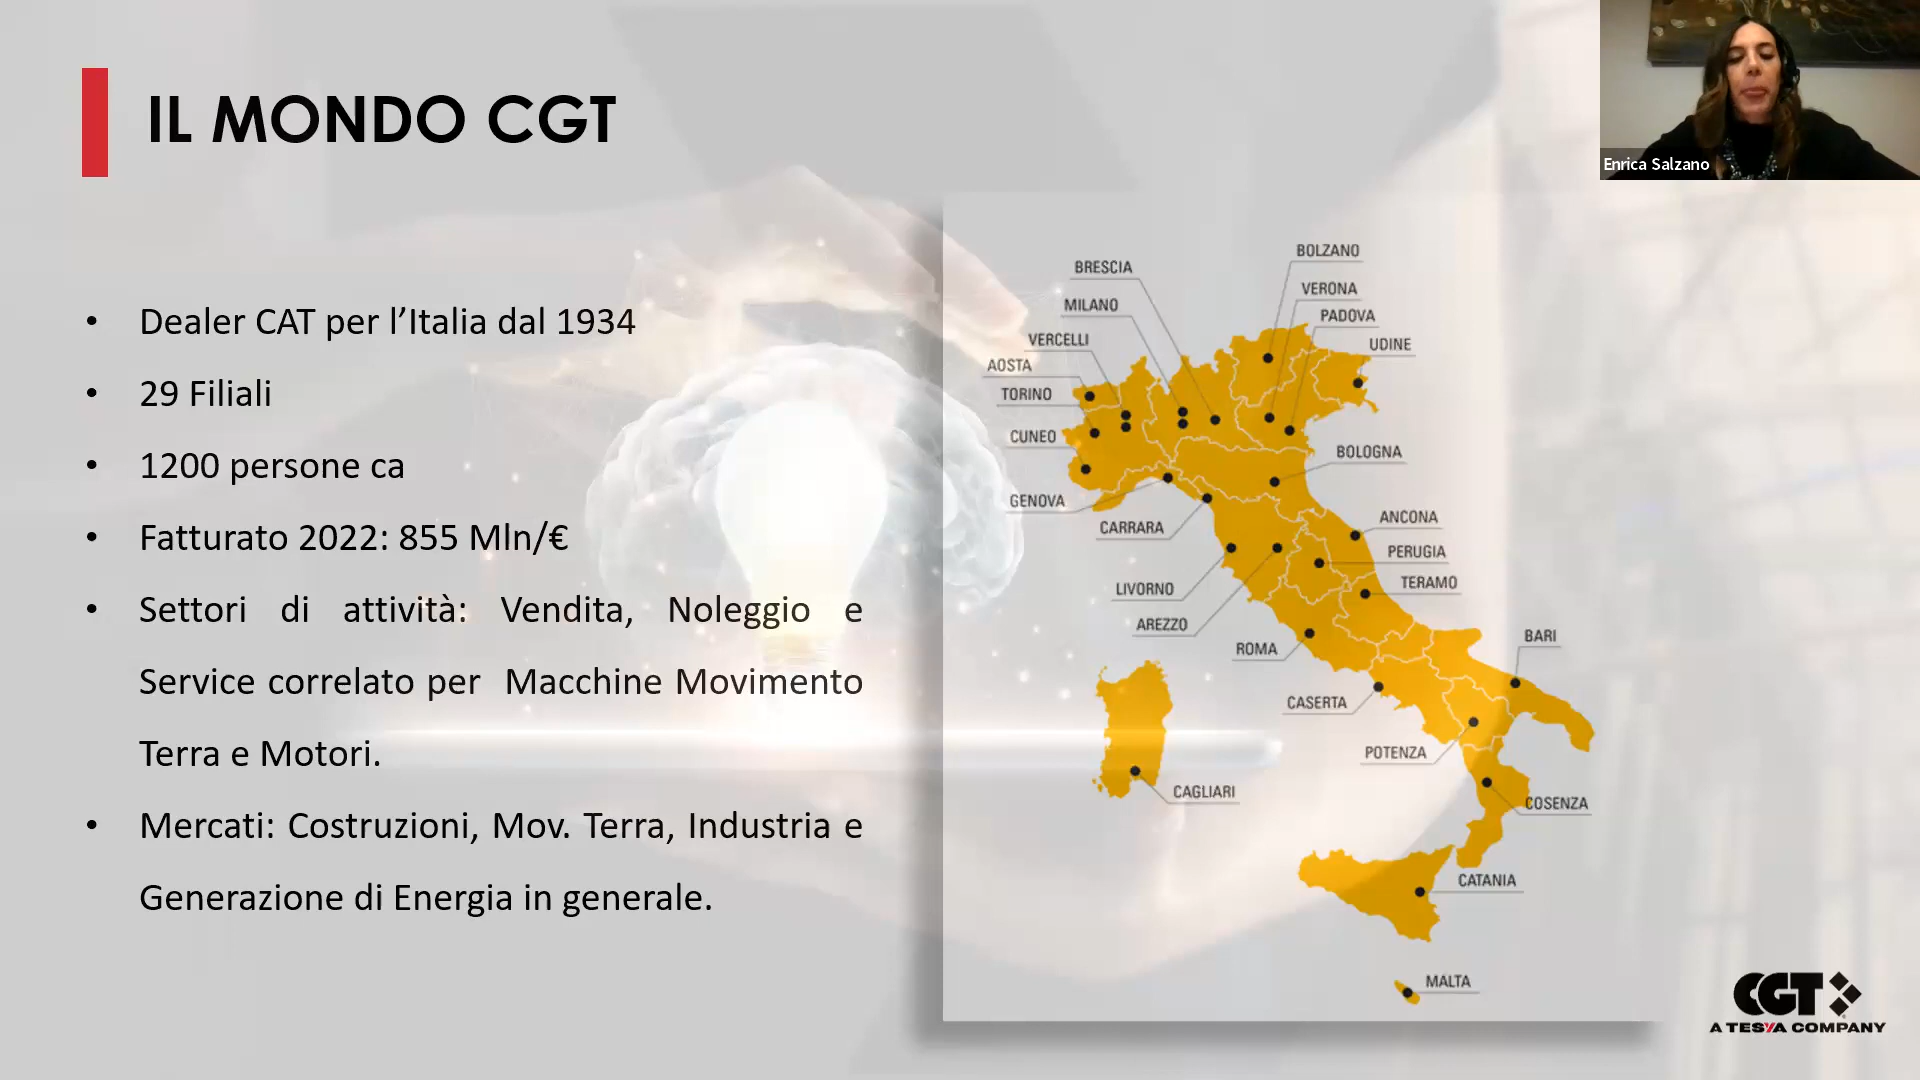 IL MONDO CGT
Enrica Salzano
• Dealer CAT per l’Italia dal 1934
• 29 Filiali
• 1200 persone ca
• Fatturato 2022: 855 Mln/€
• Settori di attività: Vendita, Noleggio e
Service correlato per Macchine Movimento
Terra e Motori.
• Mercati: Costruzioni, Mov. Terra, Industria e
Generazione di Energia in generale.
BOLZANO
BRESCIA
VERONA
MILANO
PADOVA
VERCELLI
UDINE
AOSTA
TORINO
CUNEO
BOLOGNA
GENOVA
ANCONA
CARRARA
PERUGIA
TERAMO
LIVORNO
AREZZO
BARI
ROMA
CASERTA
POTENZA
CAGLIARI
COSENZA
CATANIA
MALTA
CGT
A TESYA COMPANY